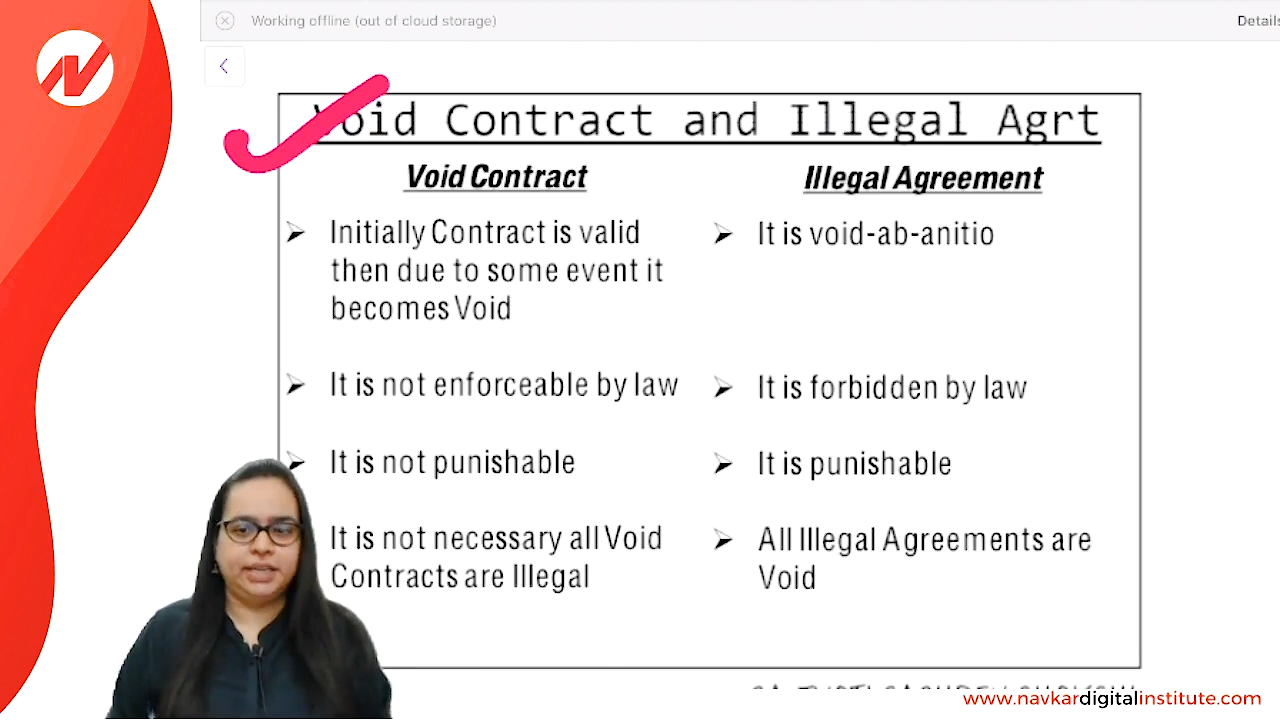 Working offline (out of cloud storage)
Details
Void Contract and Illegal Agrt
Void Contract
Illegal Agreement
Initially Contract is valid
then due to some event it
becomes Void
It is void-ab-anitio
It is not enforceable by law
It is forbidden by law
It is not punishable
It is punishable
It is not necessary all Void
Contracts are Illegal
All Illegal Agreements are
Void
www.navkardigitalinstitute.com